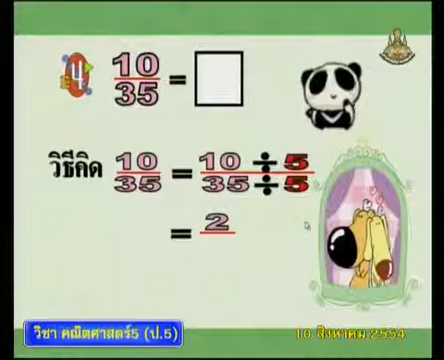 4 10/35 = □
วิธีคิด 10/35 = 10÷5/35÷5
= 2
วิชา คณิตศาสตร์5 (ป.5)
10 สิงหาคม 2554